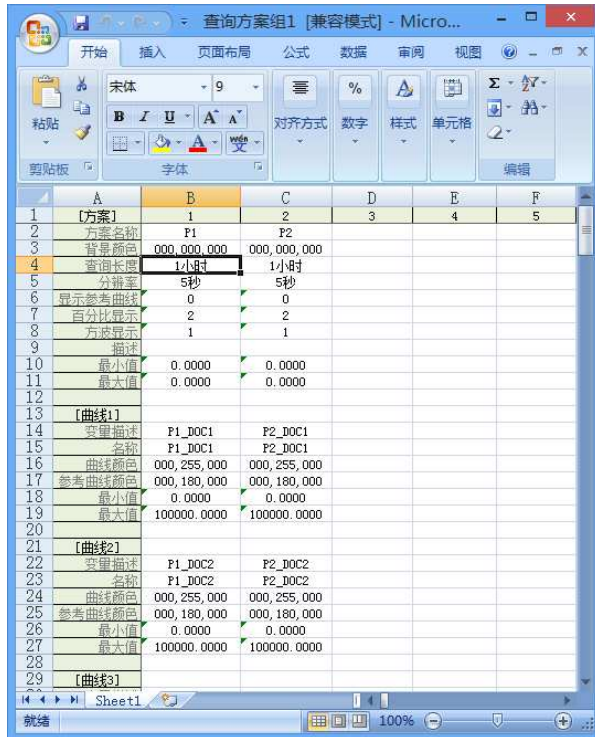 查询方案组1 [兼容模式] - Micro...
开始 插入 页面布局 公式 数据 审阅 视图
粘贴
宋体 9
B I U A A
A wén 变
% A
对齐方式 数字 样式 单元格
Σ
剪贴板 字体 编辑
A B C D E F
1 [方案] 1 2 3 4 5
2 方案名称 P1 P2
3 背景颜色 000,000,000 000,000,000
4 查询长度 1小时 1小时
5 分辨率 5秒 5秒
6 显示参考曲线 0 0
7 百分比显示 2 2
8 方波显示 1 1
9 描述
10 最小值 0.0000 0.0000
11 最大值 0.0000 0.0000
12
13 [曲线1]
14 变量描述 P1_DOC1 P2_DOC1
15 名称 P1_DOC1 P2_DOC1
16 曲线颜色 000,255,000 000,255,000
17 参考曲线颜色 000,180,000 000,180,000
18 最小值 0.0000 0.0000
19 最大值 100000.0000 100000.0000
20
21 [曲线2]
22 变量描述 P1_DOC2 P2_DOC2
23 名称 P1_DOC2 P2_DOC2
24 曲线颜色 000,255,000 000,255,000
25 参考曲线颜色 000,180,000 000,180,000
26 最小值 0.0000 0.0000
27 最大值 100000.0000 100000.0000
28
29 [曲线3]
Sheet1
就绪 100%